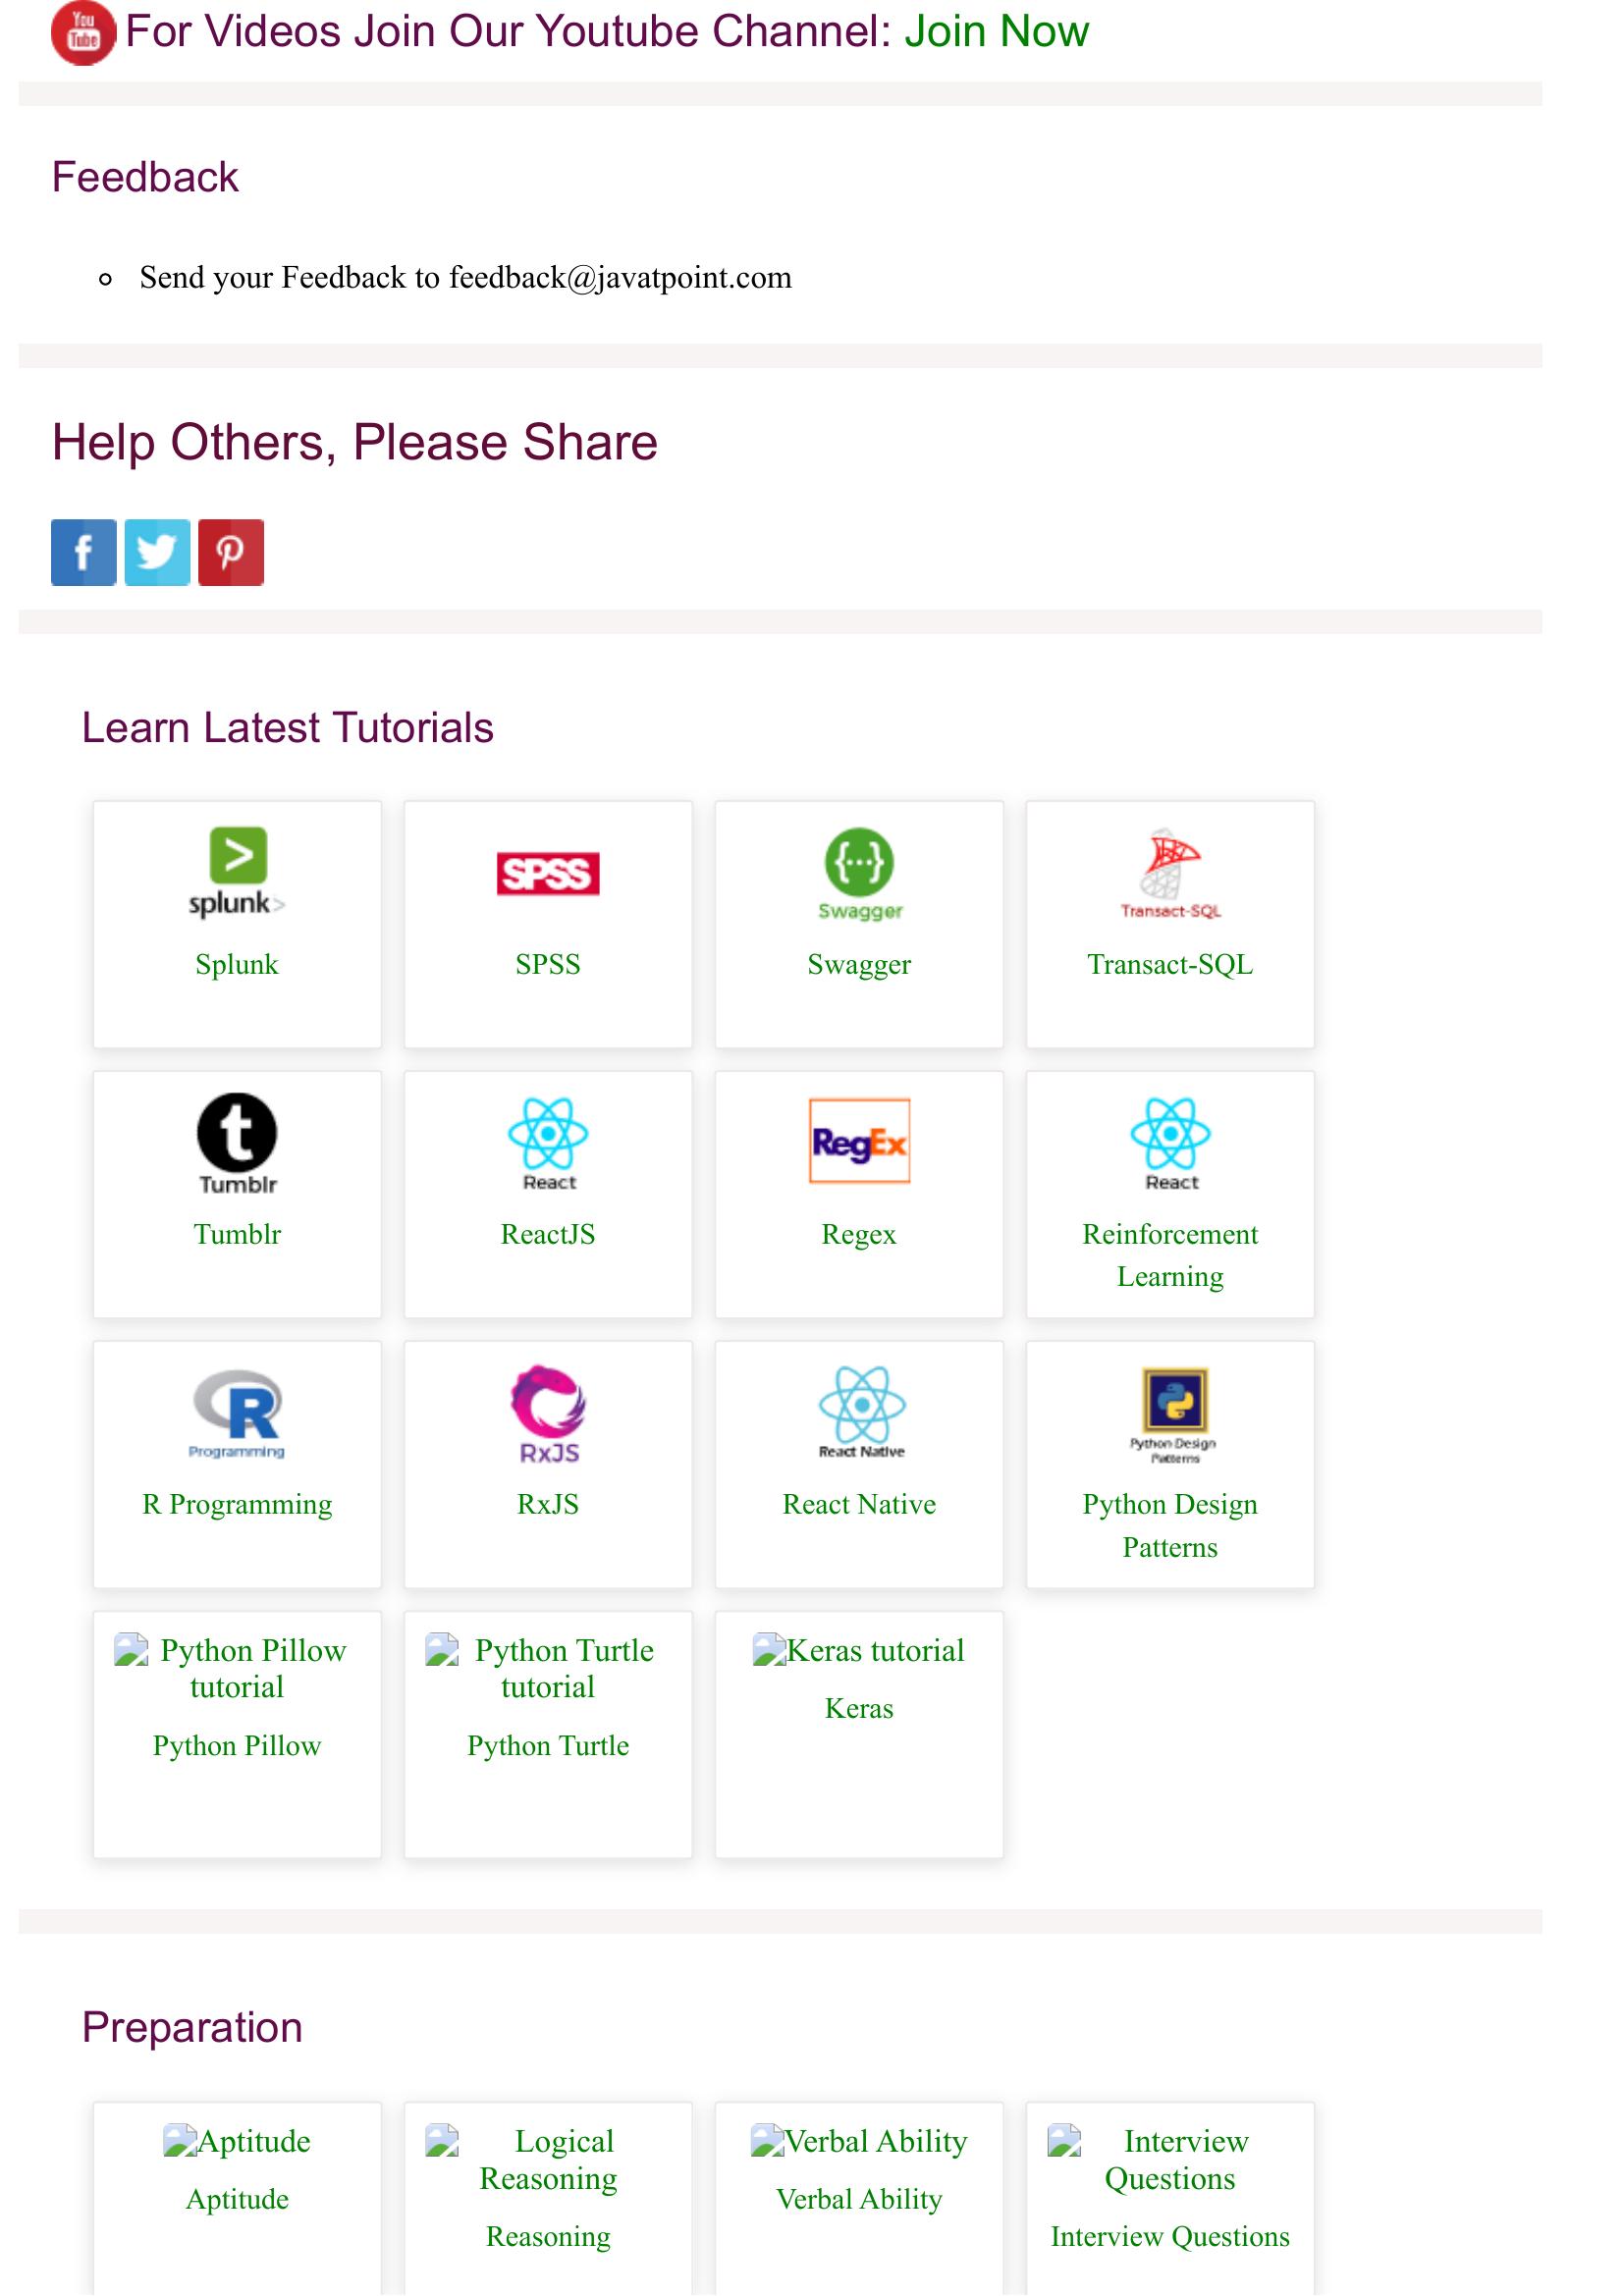 You
Tube
For Videos Join Our Youtube Channel: Join Now
Feedback
Send your Feedback to feedback@javatpoint.com
Help Others, Please Share
Learn Latest Tutorials
splunk>
Splunk
SPSS
SPSS
{···}
Swagger
Swagger
Transact-SQL
Transact-SQL
Tumblr
Tumblr
React
ReactJS
RegEx
Regex
React
Reinforcement
Learning
R
Programming
R Programming
RxJS
RxJS
React Native
React Native
Python Design
Patterns
Python Design
Patterns
Python Pillow
tutorial
Python Pillow
Python Turtle
tutorial
Python Turtle
Keras tutorial
Keras
Preparation
Aptitude
Aptitude
Logical
Reasoning
Reasoning
Verbal Ability
Verbal Ability
Interview
Questions
Interview Questions